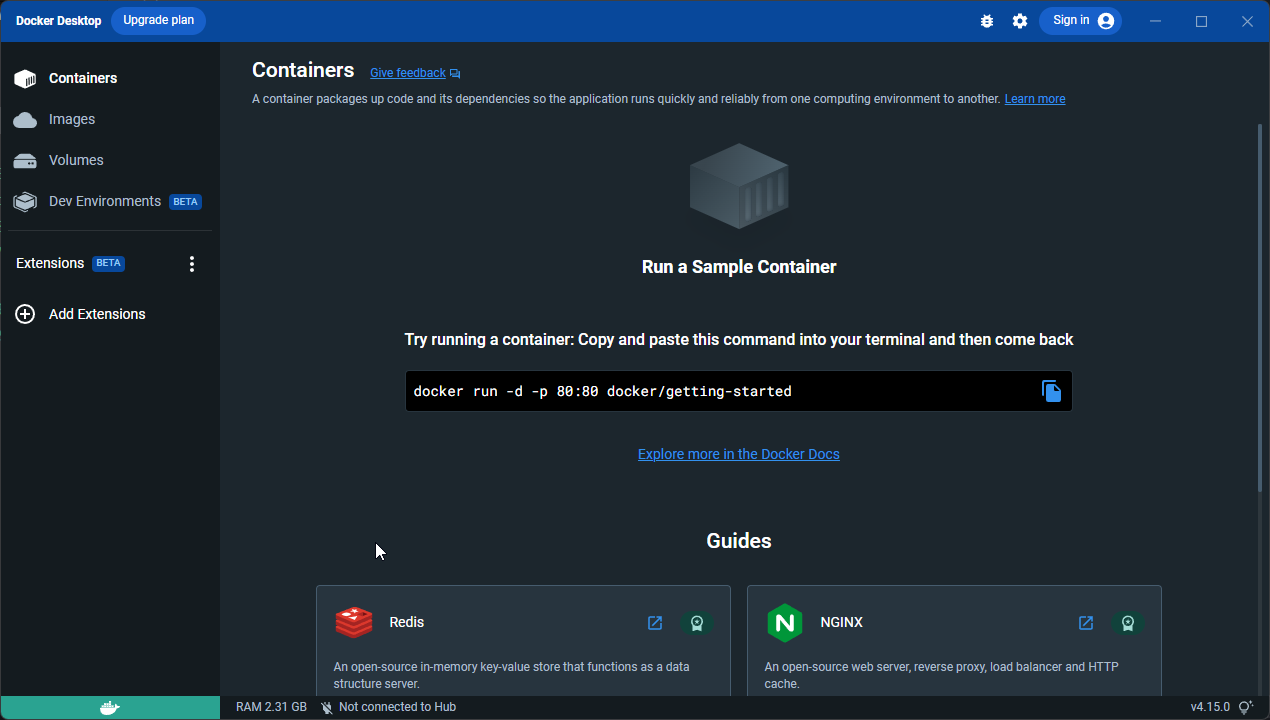 Docker Desktop Upgrade plan Sign in
Containers
Images
Volumes
Dev Environments BETA
Extensions BETA
Add Extensions
Containers Give feedback
A container packages up code and its dependencies so the application runs quickly and reliably from one computing environment to another. Learn more
Run a Sample Container
Try running a container: Copy and paste this command into your terminal and then come back
docker run -d -p 80:80 docker/getting-started
Explore more in the Docker Docs
Guides
Redis
An open-source in-memory key-value store that functions as a data
structure server.
NGINX
An open-source web server, reverse proxy, load balancer and HTTP
cache.
RAM 2.31 GB Not connected to Hub v4.15.0